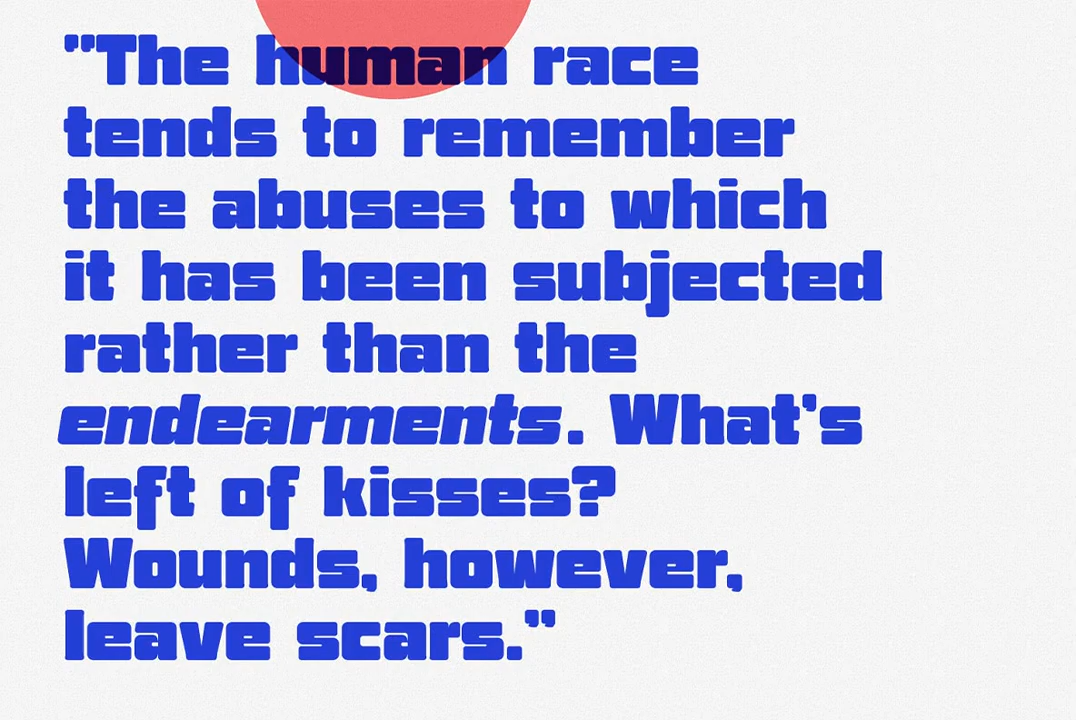 "The human race
tends to remember
the abuses to which
it has been subjected
rather than the
endearments. What’s
left of kisses?
Wounds, however,
leave scars.”